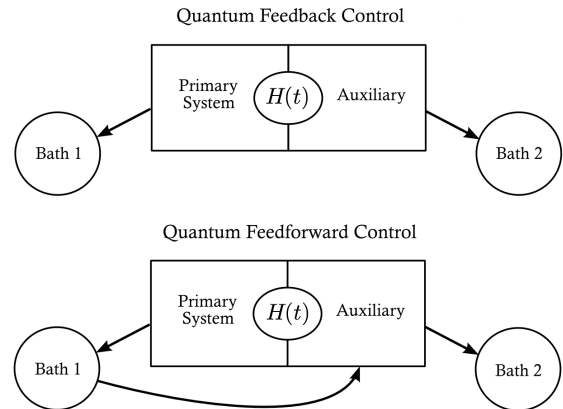 Quantum Feedback Control
Primary
System
H(t)
Auxiliary
Bath 1
Bath 2
Quantum Feedforward Control
Primary
System
H(t)
Auxiliary
Bath 1
Bath 2